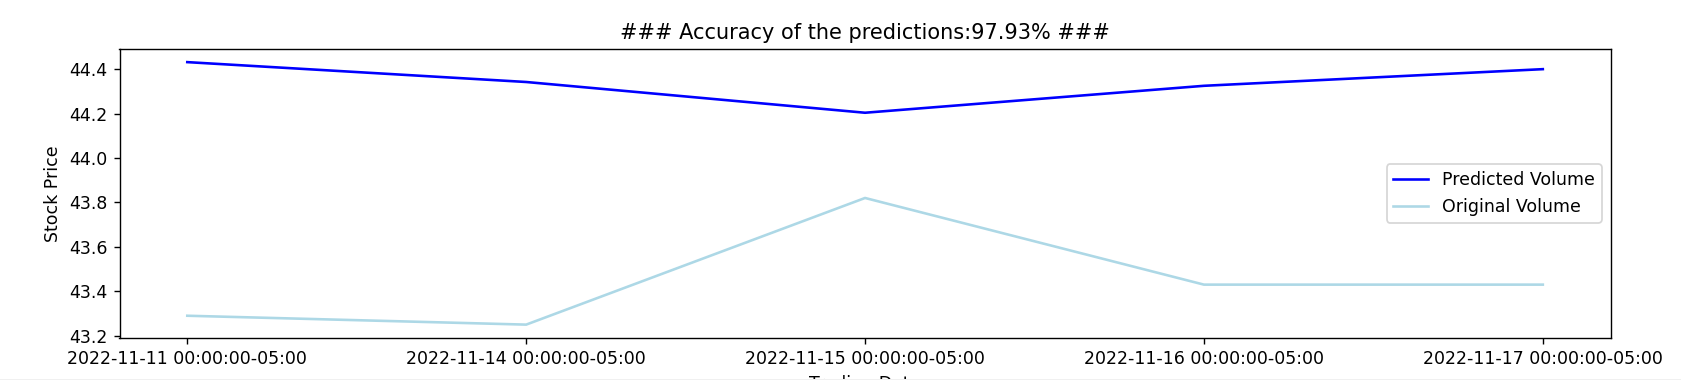 ### Accuracy of the predictions:97.93% ###
44.4
44.2
44.0
43.8
43.6
43.4
43.2
Stock Price
Predicted Volume
Original Volume
2022-11-11 00:00:00-05:00 2022-11-14 00:00:00-05:00 2022-11-15 00:00:00-05:00 2022-11-16 00:00:00-05:00 2022-11-17 00:00:00-05:00